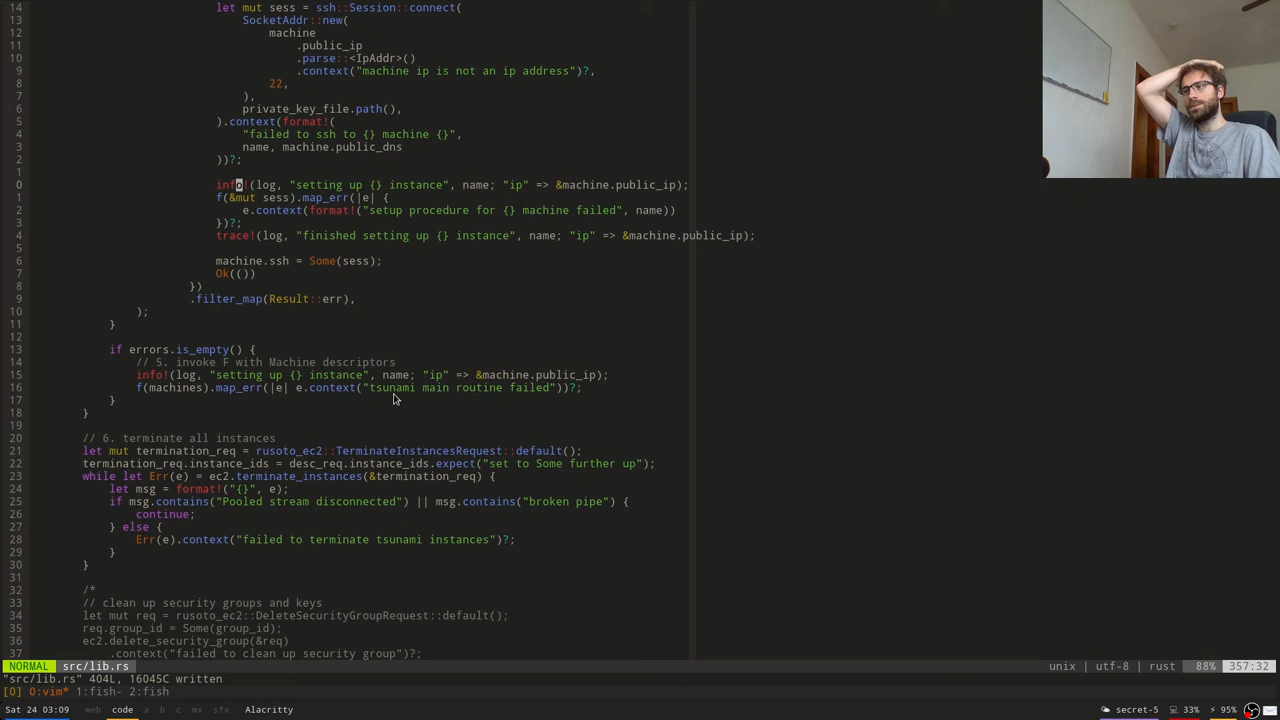 14 let mut sess = ssh::Session::connect(
13 SocketAddr::new(
12 machine
11 .public_ip
10 .parse::<IpAddr>()
9 .context("machine ip is not an ip address")?,
8 22,
7 ),
6 private_key_file.path(),
5 ).context(format!(
4 "failed to ssh to {} machine {}",
3 name, machine.public_dns
2 ))?;
1
0 info!(log, "setting up {} instance", name; "ip" => &machine.public_ip);
1 f(&mut sess).map_err(|e| {
2 e.context(format!("setup procedure for {} machine failed", name))
3 })?;
4 trace!(log, "finished setting up {} instance", name; "ip" => &machine.public_ip);
5
6 machine.ssh = Some(sess);
7 Ok(())
8 })
9 .filter_map(Result::err),
10 );
11 }
12
13 if errors.is_empty() {
14 // 5. invoke F with Machine descriptors
15 info!(log, "setting up {} instance", name; "ip" => &machine.public_ip);
16 f(machines).map_err(|e| e.context("tsunami main routine failed"))?;
17 }
18 }
19
20 // 6. terminate all instances
21 let mut termination_req = rusoto_ec2::TerminateInstancesRequest::default();
22 termination_req.instance_ids = desc_req.instance_ids.expect("set to Some further up");
23 while let Err(e) = ec2.terminate_instances(&termination_req) {
24 let msg = format!("{}", e);
25 if msg.contains("Pooled stream disconnected") || msg.contains("broken pipe") {
26 continue;
27 } else {
28 Err(e).context("failed to terminate tsunami instances")?;
29 }
30 }
31
32 /*
33 // clean up security groups and keys
34 let mut req = rusoto_ec2::DeleteSecurityGroupRequest::default();
35 req.group_id = Some(group_id);
36 ec2.delete_security_group(&req)
37 .context("failed to clean up security group")?;
NORMAL src/lib.rs unix | utf-8 | rust 88% 357:32
"src/lib.rs" 404L, 16045C written
[0] 0:vim* 1:fish- 2:fish
Sat 24 03:09 web code a b c mx sfx Alacritty secret-5 33% 95%